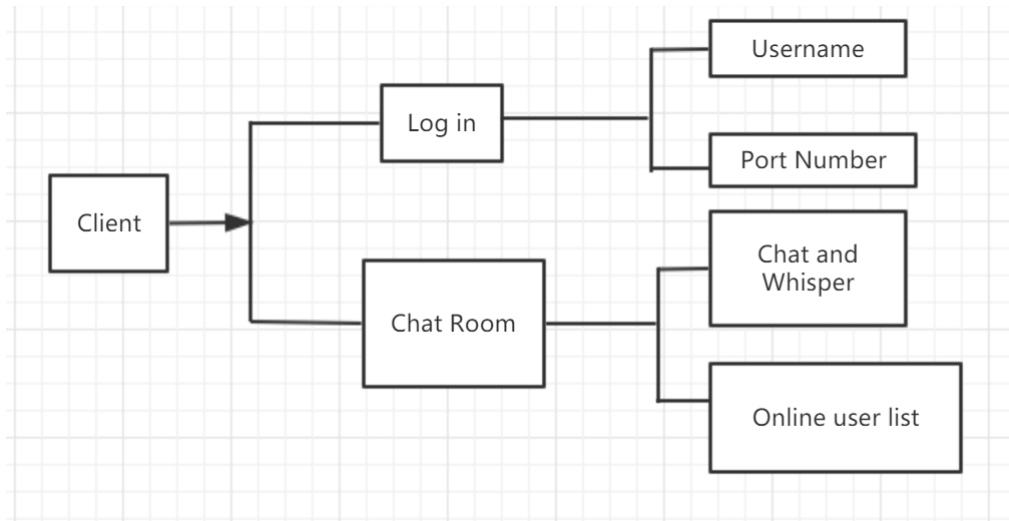 Username
Log in
Port Number
Client
Chat and
Whisper
Chat Room
Online user list